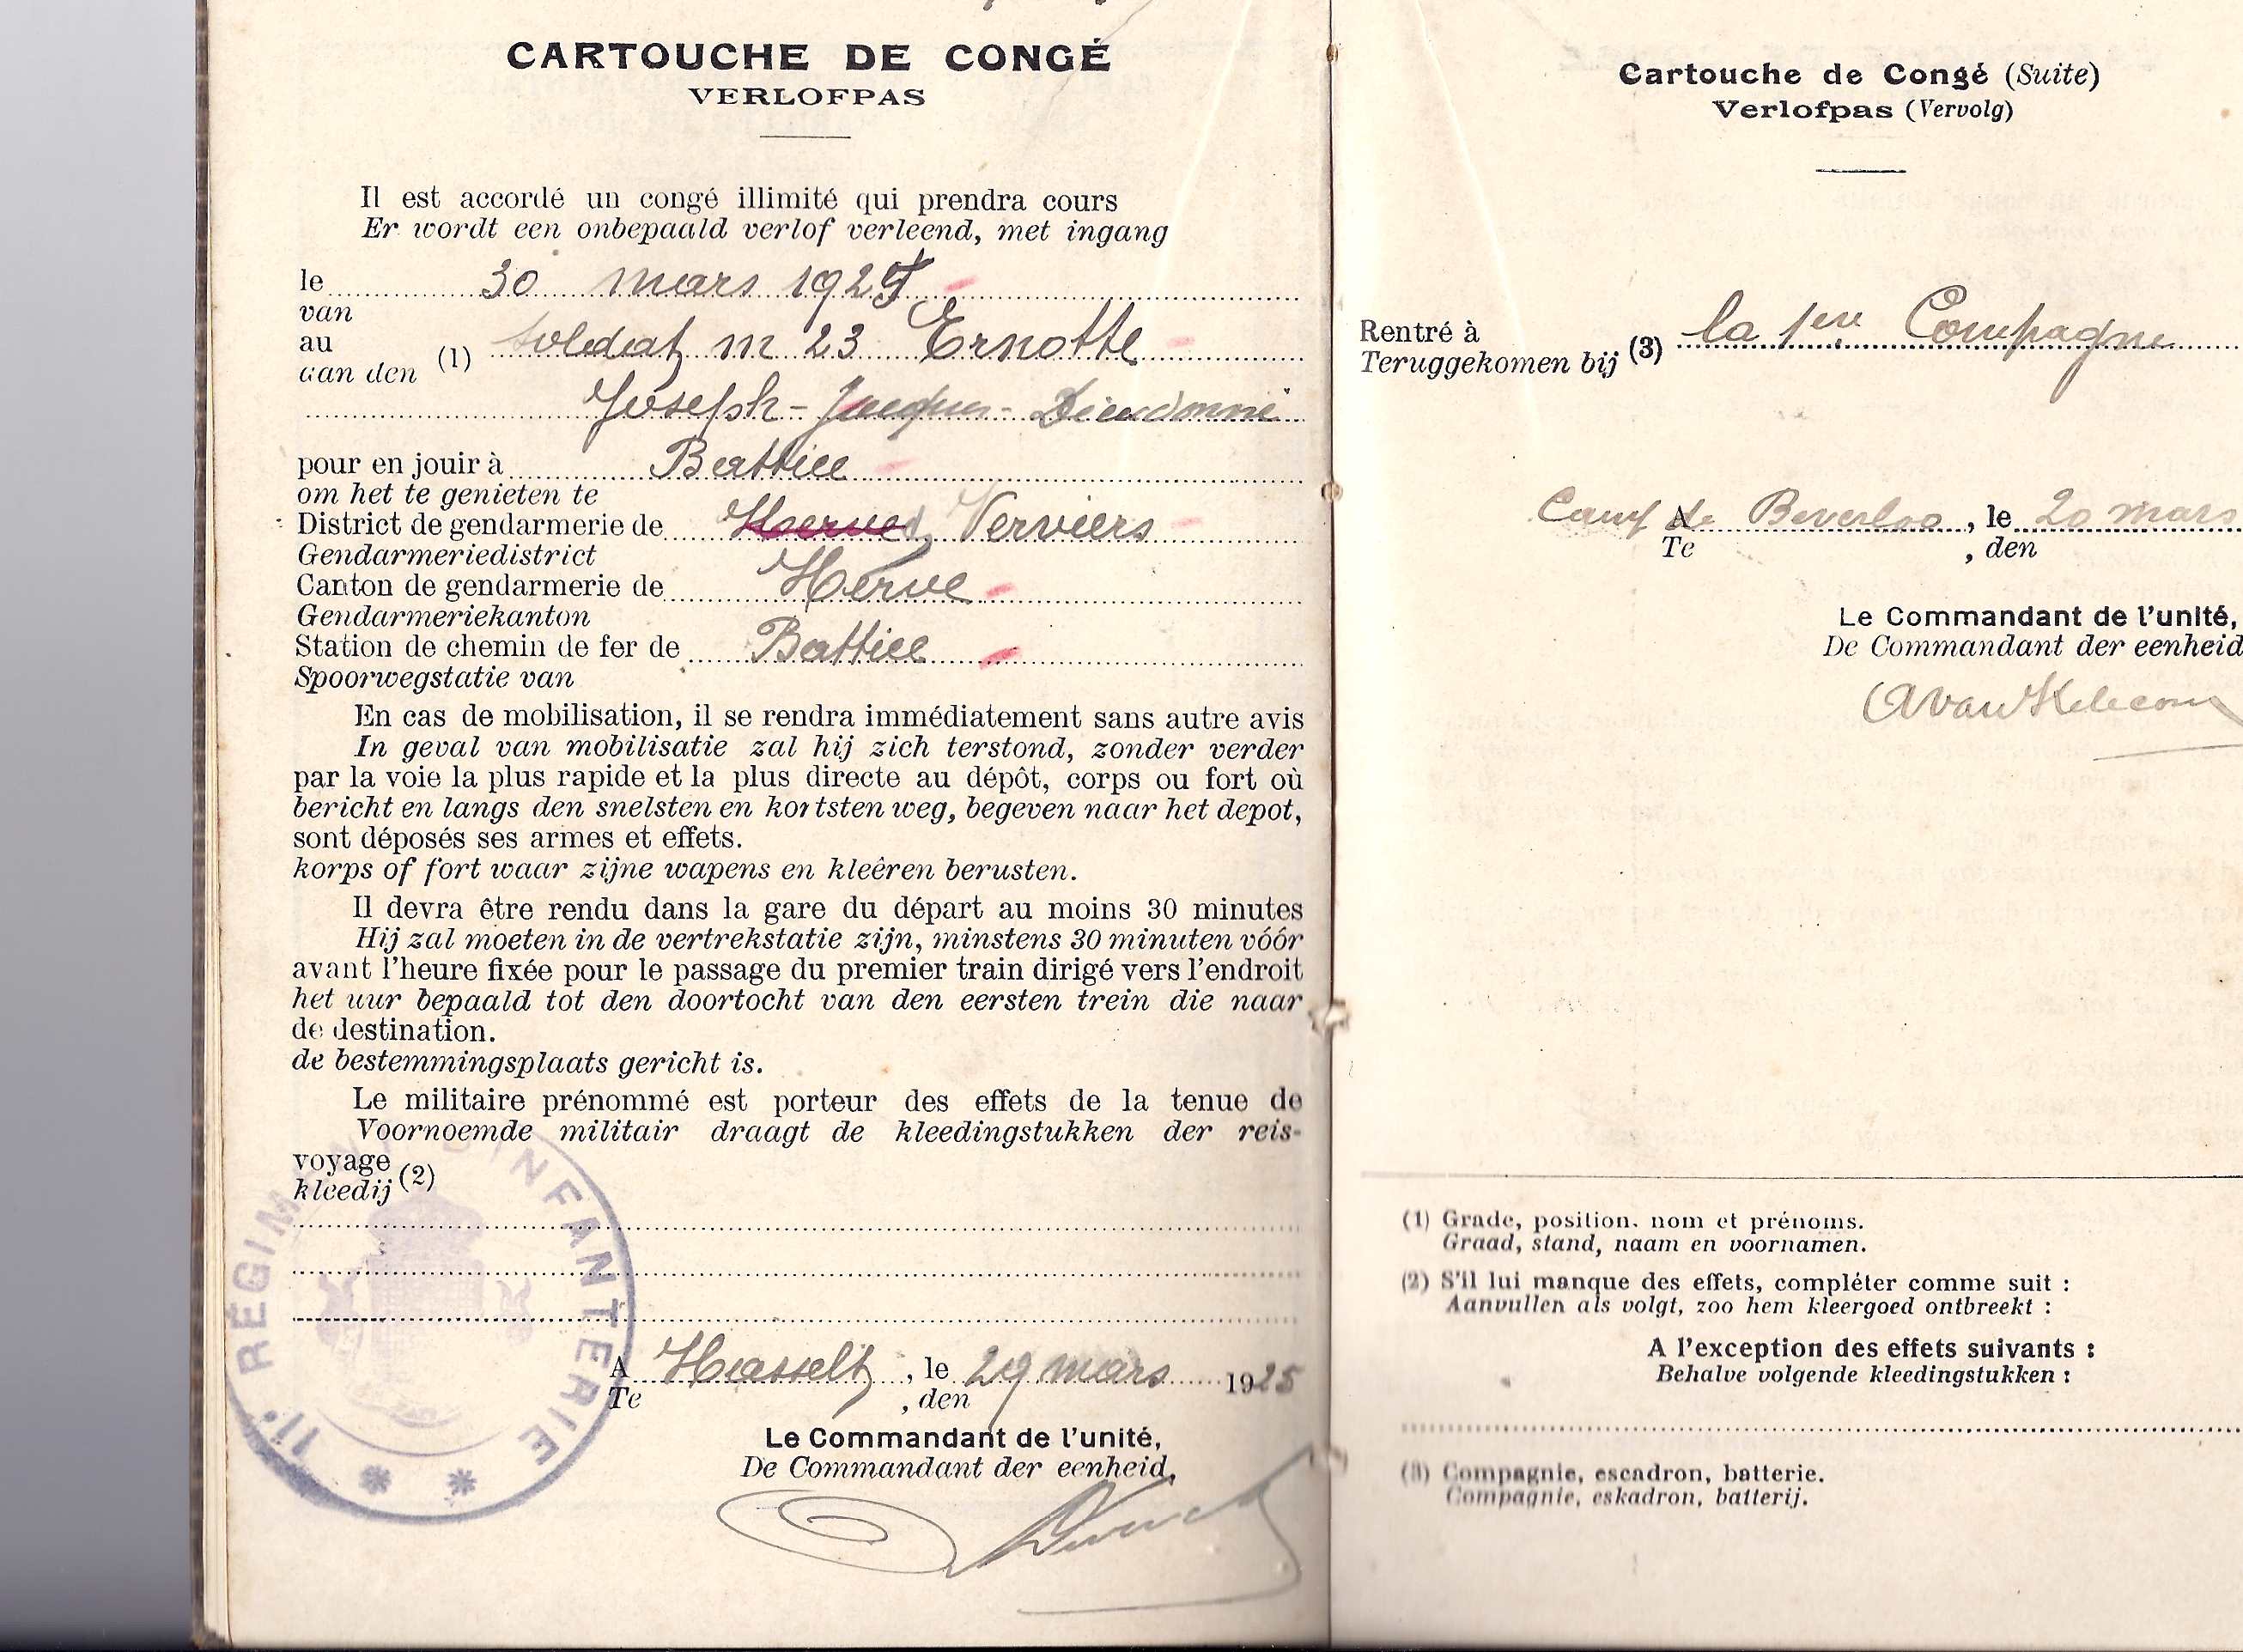 CARTOUCHE DE CONGÉ
VERLOFPAS
Il est accordé un congé illimité qui prendra cours
Er wordt een onbepaald verlof verleend, met ingang
le 30 mars 1925
van
au
aan den (1) Soldat m 23 Ernotte
Joseph - Jacques - Dieudonné
pour en jouir à Battice
om het te genieten te
District de gendarmerie de Herve Verviers
Gendarmeriedistrict
Canton de gendarmerie de Herve
Gendarmeriekanton
Station de chemin de fer de Battice
Spoorwegstatie van
En cas de mobilisation, il se rendra immédiatement sans autre avis
In geval van mobilisatie zal hij zich terstond, zonder verder
par la voie la plus rapide et la plus directe au dépôt, corps ou fort où
bericht en langs den snelsten en kortsten weg, begeven naar het depot,
sont déposés ses armes et effets.
korps of fort waar zijne wapens en kleêren berusten.
Il devra être rendu dans la gare du départ au moins 30 minutes
Hij zal moeten in de vertrekstatie zijn, minstens 30 minuten vóór
avant l'heure fixée pour le passage du premier train dirigé vers l'endroit
het uur bepaald tot den doortocht van den eersten trein die naar
de destination.
de bestemmingsplaats gericht is.
Le militaire prénommé est porteur des effets de la tenue de
Voornoemde militair draagt de kleedingstukken der reis-
voyage (2)
kleedij
11e RÉGIMENT D'INFANTERIE
A Hasselt, le 29 mars 1925
Te , den
Le Commandant de l'unité,
De Commandant der eenheid,
Cartouche de Congé (Suite)
Verlofpas (Vervolg)
Rentré à (3) la 1ere Compagnie
Teruggekomen bij
A Camp de Beverloo, le 20 mars
Te , den
Le Commandant de l'unité,
De Commandant der eenheid
(1) Grade, position, nom et prénoms.
Graad, stand, naam en voornamen.
(2) S'il lui manque des effets, compléter comme suit :
Aanvullen als volgt, zoo hem kleergoed ontbreekt :
A l'exception des effets suivants :
Behalve volgende kleedingstukken :
(3) Compagnie, escadron, batterie.
Compagnie, eskadron, batterij.